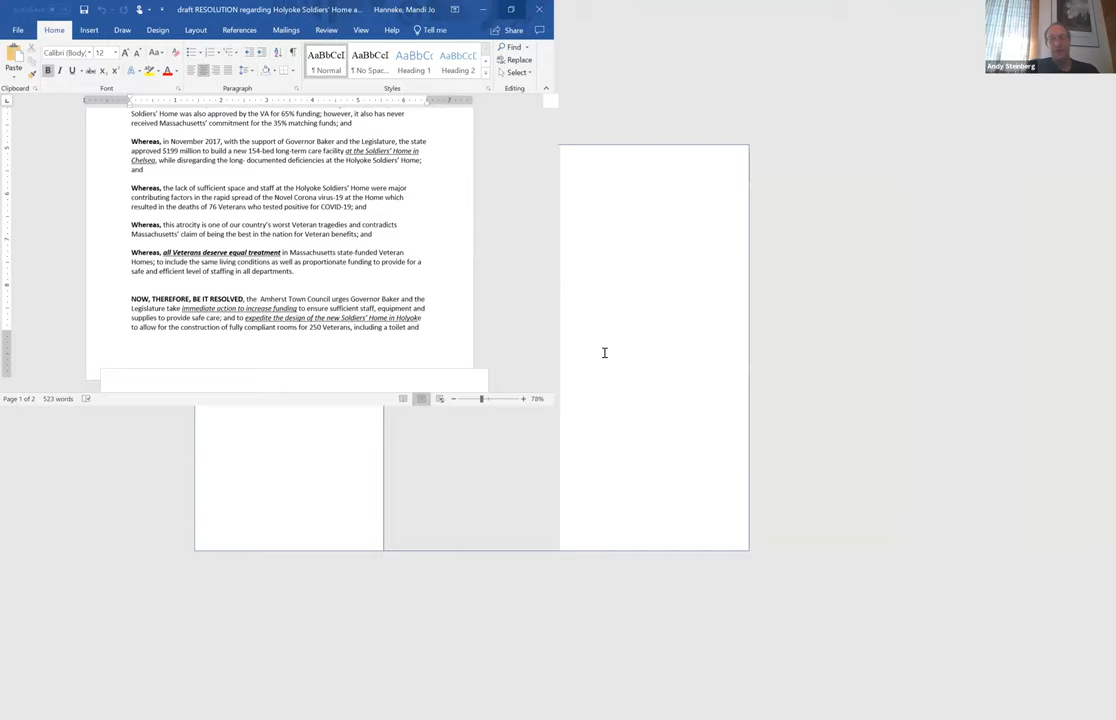 draft RESOLUTION regarding Holyoke Soldiers' Home a... Hanneke, Mandi Jo
File Home Insert Draw Design Layout References Mailings Review View Help Tell me Share
Paste
Calibri (Body) 12
AaBbCcI AaBbCcI AaBbCc AaBbCcD
¶ Normal ¶ No Spac... Heading 1 Heading 2
Find
Replace
Select
Clipboard Font Paragraph Styles Editing
1 2 3 4 5 6 7
Soldiers' Home was also approved by the VA for 65% funding; however, it also has never
received Massachusetts' commitment for the 35% matching funds; and
Whereas, in November 2017, with the support of Governor Baker and the Legislature, the state
approved $199 million to build a new 154-bed long-term care facility at the Soldiers' Home in
Chelsea, while disregarding the long- documented deficiencies at the Holyoke Soldiers' Home;
and
Whereas, the lack of sufficient space and staff at the Holyoke Soldiers' Home were major
contributing factors in the rapid spread of the Novel Corona virus-19 at the Home which
resulted in the deaths of 76 Veterans who tested positive for COVID-19; and
Whereas, this atrocity is one of our country's worst Veteran tragedies and contradicts
Massachusetts' claim of being the best in the nation for Veteran benefits; and
Whereas, all Veterans deserve equal treatment in Massachusetts state-funded Veteran
Homes; to include the same living conditions as well as proportionate funding to provide for a
safe and efficient level of staffing in all departments.
NOW, THEREFORE, BE IT RESOLVED, the Amherst Town Council urges Governor Baker and the
Legislature take immediate action to increase funding to ensure sufficient staff, equipment and
supplies to provide safe care; and to expedite the design of the new Soldiers' Home in Holyoke
to allow for the construction of fully compliant rooms for 250 Veterans, including a toilet and
Page 1 of 2 523 words 78%
Andy Steinberg